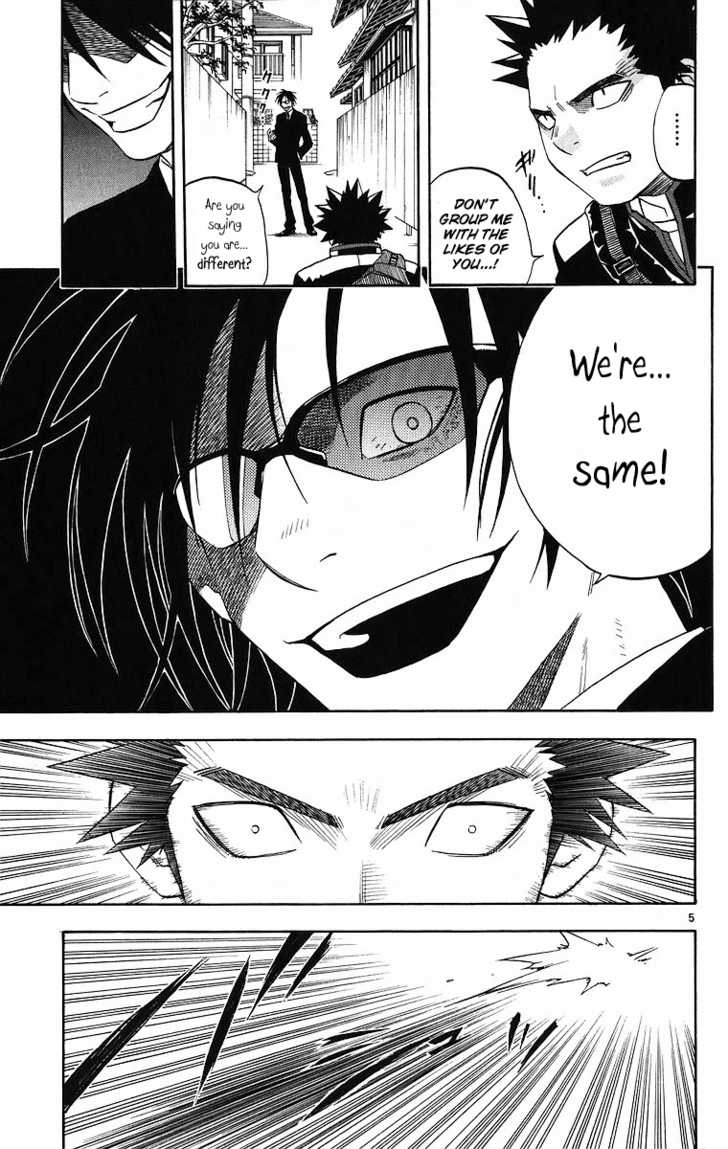 ......
DON'T
GROUP ME
WITH THE
LIKES OF
YOU...!
Are you
saying
you are...
different?
We're...
the
same!
5